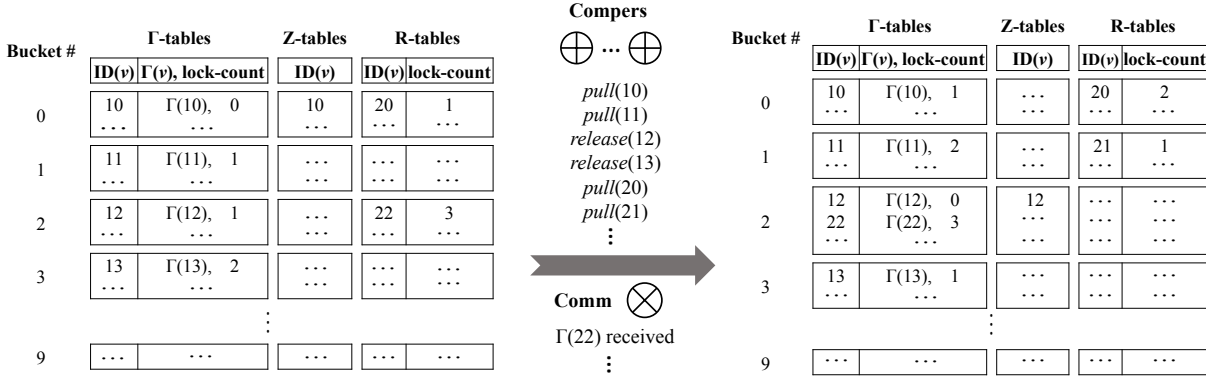 Bucket # Γ-tables Z-tables R-tables
ID(v) Γ(v), lock-count ID(v) ID(v) lock-count
0 10 Γ(10), 0 10 20 1
... ... ... ... ...
1 11 Γ(11), 1 ... ... ...
... ... ... ... ...
2 12 Γ(12), 1 ... 22 3
... ... ... ... ...
3 13 Γ(13), 2 ... ... ...
... ... ... ... ...
⋮
9 ... ... ... ... ...
Compers
⊕ ... ⊕
pull(10)
pull(11)
release(12)
release(13)
pull(20)
pull(21)
⋮
Comm ⊗
Γ(22) received
⋮
Bucket # Γ-tables Z-tables R-tables
ID(v) Γ(v), lock-count ID(v) ID(v) lock-count
0 10 Γ(10), 1 ... 20 2
... ... ... ... ...
1 11 Γ(11), 2 ... 21 1
... ... ... ... ...
2 12 Γ(12), 0 12 ... ...
22 Γ(22), 3 ... ... ...
... ... ... ... ...
3 13 Γ(13), 1 ... ... ...
... ... ... ... ...
⋮
9 ... ... ... ... ...